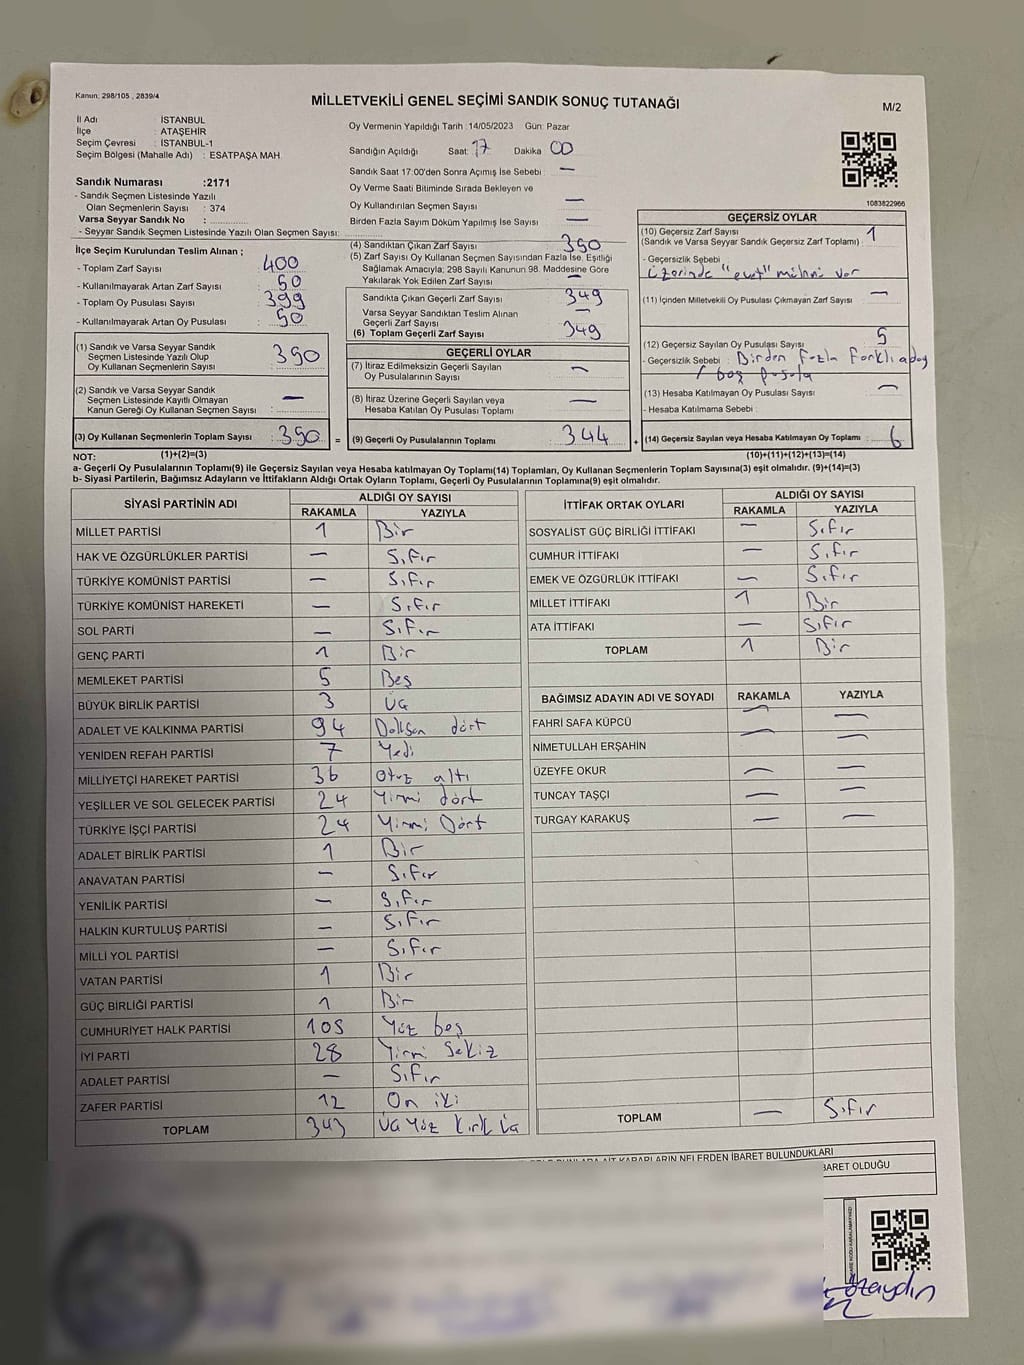 Kanun: 298/105 , 2839/4
MİLLETVEKİLİ GENEL SEÇİMİ SANDIK SONUÇ TUTANAĞI
M/2
İl Adı İSTANBUL
İlçe : ATAŞEHİR
Seçim Çevresi : İSTANBUL-1
Seçim Bölgesi (Mahalle Adı) : ESATPAŞA MAH.
Oy Vermenin Yapıldığı Tarih :14/05/2023 Gün: Pazar
Sandığın Açıldığı Saat: 17 Dakika 00
Sandık Saat 17:00'den Sonra Açımış İse Sebebi : —
Oy Verme Saati Bitiminde Sırada Bekleyen ve
Oy Kullandırılan Seçmen Sayısı —
Birden Fazla Sayım Döküm Yapılmış İse Sayısı —
1083822966
Sandık Numarası :2171
- Sandık Seçmen Listesinde Yazılı
Olan Seçmenlerin Sayısı : 374
Varsa Seyyar Sandık No :
- Seyyar Sandık Seçmen Listesinde Yazılı Olan Seçmen Sayısı:
İlçe Seçim Kurulundan Teslim Alınan ;
- Toplam Zarf Sayısı : 400
- Kullanılmayarak Artan Zarf Sayısı : 50
- Toplam Oy Pusulası Sayısı : 399
- Kullanılmayarak Artan Oy Pusulası : 50
(1) Sandık ve Varsa Seyyar Sandık
Seçmen Listesinde Yazılı Olup
Oy Kullanan Seçmenlerin Sayısı : 350
(2) Sandık ve Varsa Seyyar Sandık
Seçmen Listesinde Kayıtlı Olmayan
Kanun Gereği Oy Kullanan Seçmen Sayısı : —
(3) Oy Kullanan Seçmenlerin Toplam Sayısı : 350
(1)+(2)=(3)
(4) Sandıktan Çıkan Zarf Sayısı 350
(5) Zarf Sayısı Oy Kullanan Seçmen Sayısından Fazla İse, Eşitliği
Sağlamak Amacıyla; 298 Sayılı Kanunun 98. Maddesine Göre
Yakılarak Yok Edilen Zarf Sayısı —
Sandıkta Çıkan Geçerli Zarf Sayısı : 349
Varsa Seyyar Sandıktan Teslim Alınan
Geçerli Zarf Sayısı —
(6) Toplam Geçerli Zarf Sayısı 349
GEÇERLİ OYLAR
(7) İtiraz Edilmeksizin Geçerli Sayılan
Oy Pusulalarının Sayısı —
(8) İtiraz Üzerine Geçerli Sayılan veya
Hesaba Katılan Oy Pusulası Toplamı —
= (9) Geçerli Oy Pusulalarının Toplamı 344
GEÇERSİZ OYLAR
(10) Geçersiz Zarf Sayısı
(Sandık ve Varsa Seyyar Sandık Geçersiz Zarf Toplamı) : 1
- Geçersizlik Sebebi
üzerinde "evet" mührü var
(11) İçinden Milletvekili Oy Pusulası Çıkmayan Zarf Sayısı —
(12) Geçersiz Sayılan Oy Pusulası Sayısı 5
- Geçersizlik Sebebi : Birden Fazla Farklı aday
/ boş pusula
(13) Hesaba Katılmayan Oy Pusulası Sayısı —
- Hesaba Katılmama Sebebi :
+ (14) Geçersiz Sayılan veya Hesaba Katılmayan Oy Toplamı : 6
(10)+(11)+(12)+(13)=(14)
NOT:
a- Geçerli Oy Pusulalarının Toplamı(9) ile Geçersiz Sayılan veya Hesaba katılmayan Oy Toplamı(14) Toplamları, Oy Kullanan Seçmenlerin Toplam Sayısına(3) eşit olmalıdır. (9)+(14)=(3)
b- Siyasi Partilerin, Bağımsız Adayların ve İttifakların Aldığı Ortak Oyların Toplamı, Geçerli Oy Pusulalarının Toplamına(9) eşit olmalıdır.
SİYASİ PARTİNİN ADI ALDIĞI OY SAYISI
RAKAMLA YAZIYLA
MİLLET PARTİSİ 1 Bir
HAK VE ÖZGÜRLÜKLER PARTİSİ — Sıfır
TÜRKİYE KOMÜNİST PARTİSİ — Sıfır
TÜRKİYE KOMÜNİST HAREKETİ — Sıfır
SOL PARTİ — Sıfır
GENÇ PARTİ 1 Bir
MEMLEKET PARTİSİ 5 Beş
BÜYÜK BİRLİK PARTİSİ 3 Üç
ADALET VE KALKINMA PARTİSİ 94 Doksan dört
YENİDEN REFAH PARTİSİ 7 Yedi
MİLLİYETÇİ HAREKET PARTİSİ 36 Otuz altı
YEŞİLLER VE SOL GELECEK PARTİSİ 24 Yirmi dört
TÜRKİYE İŞÇİ PARTİSİ 24 Yirmi Dört
ADALET BİRLİK PARTİSİ 1 Bir
ANAVATAN PARTİSİ — Sıfır
YENİLİK PARTİSİ — Sıfır
HALKIN KURTULUŞ PARTİSİ — Sıfır
MİLLİ YOL PARTİSİ — Sıfır
VATAN PARTİSİ 1 Bir
GÜÇ BİRLİĞİ PARTİSİ 1 Bir
CUMHURİYET HALK PARTİSİ 105 Yüz beş
İYİ PARTİ 28 Yirmi Sekiz
ADALET PARTİSİ — Sıfır
ZAFER PARTİSİ 12 On iki
TOPLAM 343 Üç Yüz Kırk Üç
İTTİFAK ORTAK OYLARI ALDIĞI OY SAYISI
RAKAMLA YAZIYLA
SOSYALİST GÜÇ BİRLİĞİ İTTİFAKI — Sıfır
CUMHUR İTTİFAKI — Sıfır
EMEK VE ÖZGÜRLÜK İTTİFAKI — Sıfır
MİLLET İTTİFAKI 1 Bir
ATA İTTİFAKI — Sıfır
TOPLAM 1 Bir
BAĞIMSIZ ADAYIN ADI VE SOYADI RAKAMLA YAZIYLA
FAHRİ SAFA KÜPCÜ — —
NİMETULLAH ERŞAHİN — —
ÜZEYFE OKUR — —
TUNCAY TAŞÇI — —
TURGAY KARAKUŞ — —
TOPLAM — Sıfır
KARARLARIN NELERDEN İBARET BULUNDUKLARI
BARET OLDUĞU
Özaydın